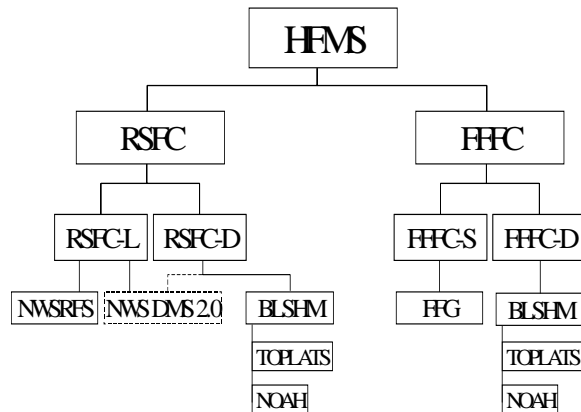 HFMS
RSFC
FFFC
RSFC-L
RSFC-D
FFFC-S
FFFC-D
NWSRFS
NWS DMS 2.0
BLSHM
FFG
BLSHM
TOPLATS
TOPLATS
NOAH
NOAH